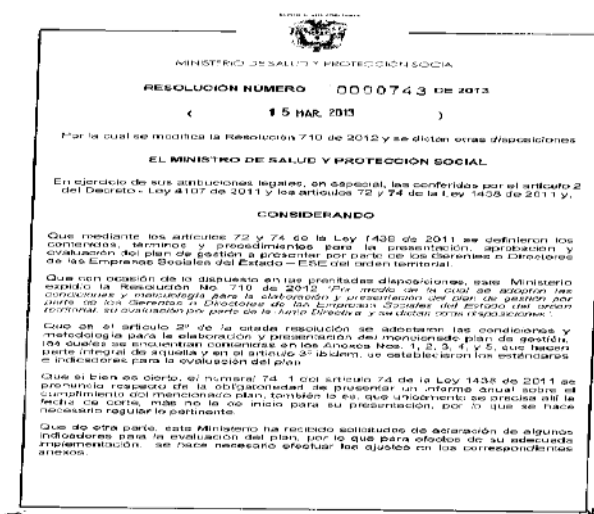 MINISTERIO DE SALUD Y PROTECCIÓN SOCIAL
RESOLUCIÓN NUMERO 0000743 DE 2013
( 15 MAR. 2013 )
Por la cual se modifica la Resolución 710 de 2012 y se dictan otras disposiciones
EL MINISTRO DE SALUD Y PROTECCIÓN SOCIAL
En ejercicio de sus atribuciones legales, en especial, las conferidas por el artículo 2
del Decreto - Ley 4107 de 2011 y los artículos 72 y 74 de la Ley 1438 de 2011 y,
CONSIDERANDO
Que mediante los artículos 72 y 74 de la Ley 1438 de 2011 se definieron los
contenidos, términos y procedimientos para la presentación, aprobación y
evaluación del plan de gestión a presentar por parte de los Gerentes o Directores
de las Empresas Sociales del Estado – ESE del orden territorial.
Que con ocasión de lo dispuesto en las precitadas disposiciones, este Ministerio
expidió la Resolución No. 710 de 2012 "Por medio de la cual se adoptan las
condiciones y metodología para la elaboración y presentación del plan de gestión por
parte de los Gerentes o Directores de las Empresas Sociales del Estado del orden
territorial, su evaluación por parte de la Junta Directiva y se dictan otras disposiciones".
Que en el artículo 2° de la citada resolución se adoptaron las condiciones y
metodología para la elaboración y presentación del mencionado plan de gestión,
las cuales se encuentran contenidas en los Anexos Nos. 1, 2, 3, 4 y 5, que hacen
parte integral de aquella y en el artículo 3° ibídem, se establecieron los estándares
e indicadores para la evaluación del plan.
Que si bien es cierto, el numeral 74.1 del artículo 74 de la Ley 1438 de 2011 se
pronuncio respecto de la obligatoriedad de presentar un informe anual sobre el
cumplimiento del mencionado plan, también lo es, que únicamente se precisa allí la
fecha de corte, más no la de inicio para su presentación, por lo que se hace
necesario regular lo pertinente.
Que de otra parte, este Ministerio ha recibido solicitudes de aclaración de algunos
indicadores para la evaluación del plan, por lo que para efectos de su adecuada
implementación, se hace necesario efectuar los ajustes en los correspondientes
anexos.